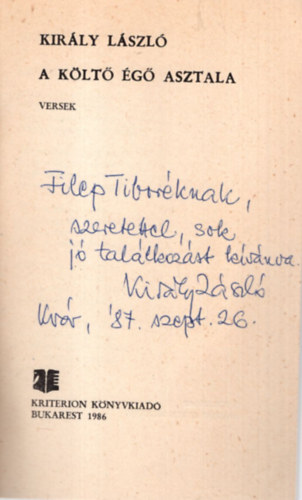 KIRÁLY LÁSZLÓ
A KÖLTŐ ÉGŐ ASZTALA
VERSEK
Filep Tiboréknak,
szeretettel, sok
jó találkozást kívánva
Király László
Kvár, '87. szept. 26.
KRITERION KÖNYVKIADÓ
BUKAREST 1986